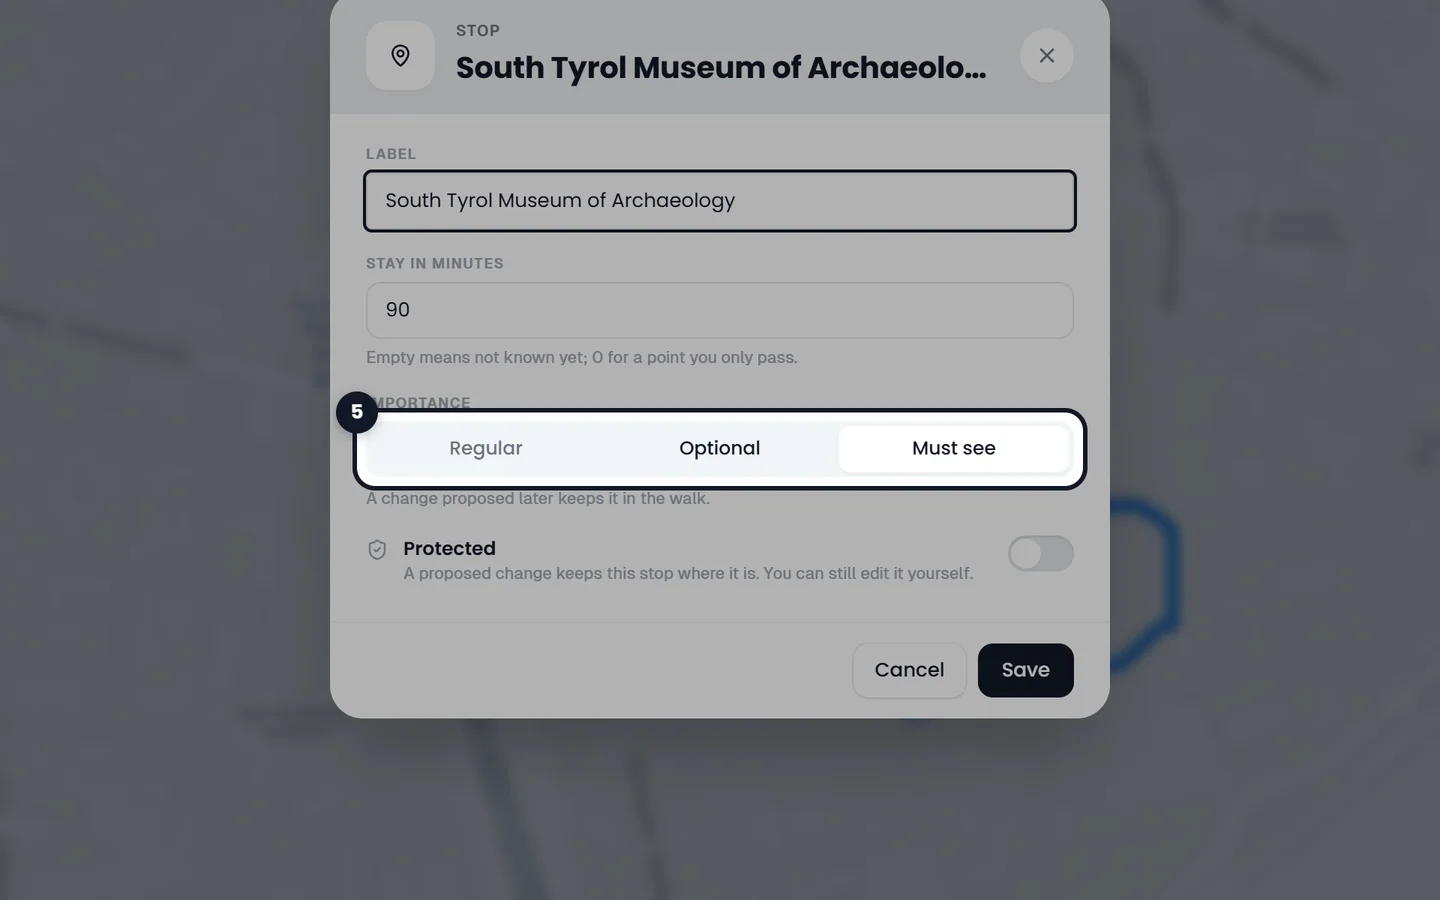 STOP
South Tyrol Museum of Archaeolo...
LABEL
South Tyrol Museum of Archaeology
STAY IN MINUTES
90
Empty means not known yet; 0 for a point you only pass.
5
Regular
Optional
Must see
A change proposed later keeps it in the walk.
Protected
A proposed change keeps this stop where it is. You can still edit it yourself.
Cancel
Save